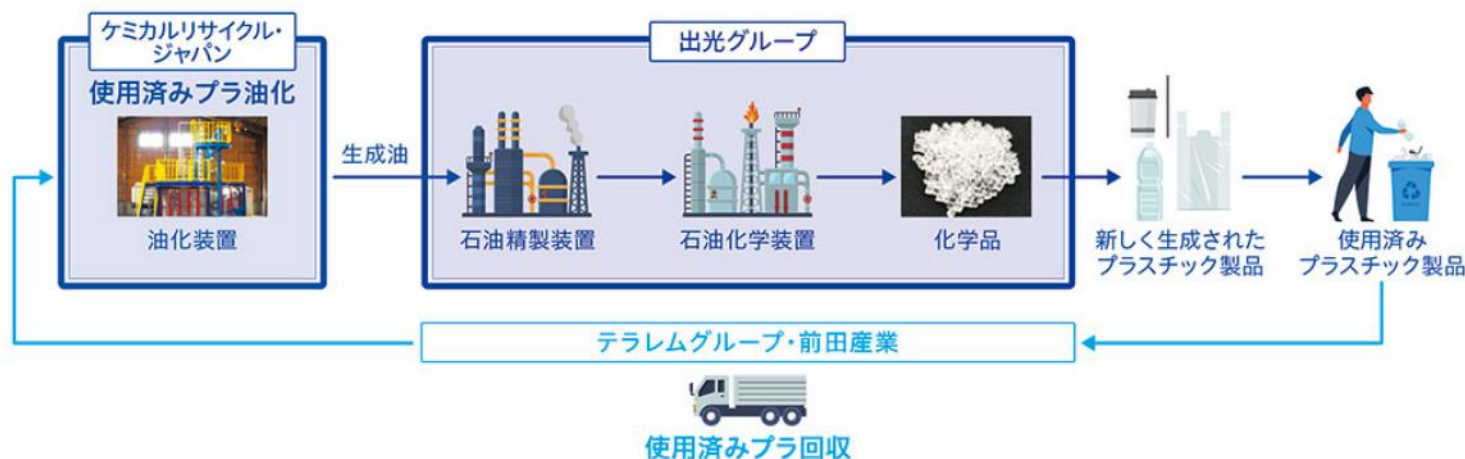 ケミカルリサイクル・
ジャパン
使用済みプラ油化
油化装置
生成油
出光グループ
石油精製装置
石油化学装置
化学品
新しく生成された
プラスチック製品
使用済み
プラスチック製品
テラレムグループ・前田産業
使用済みプラ回収